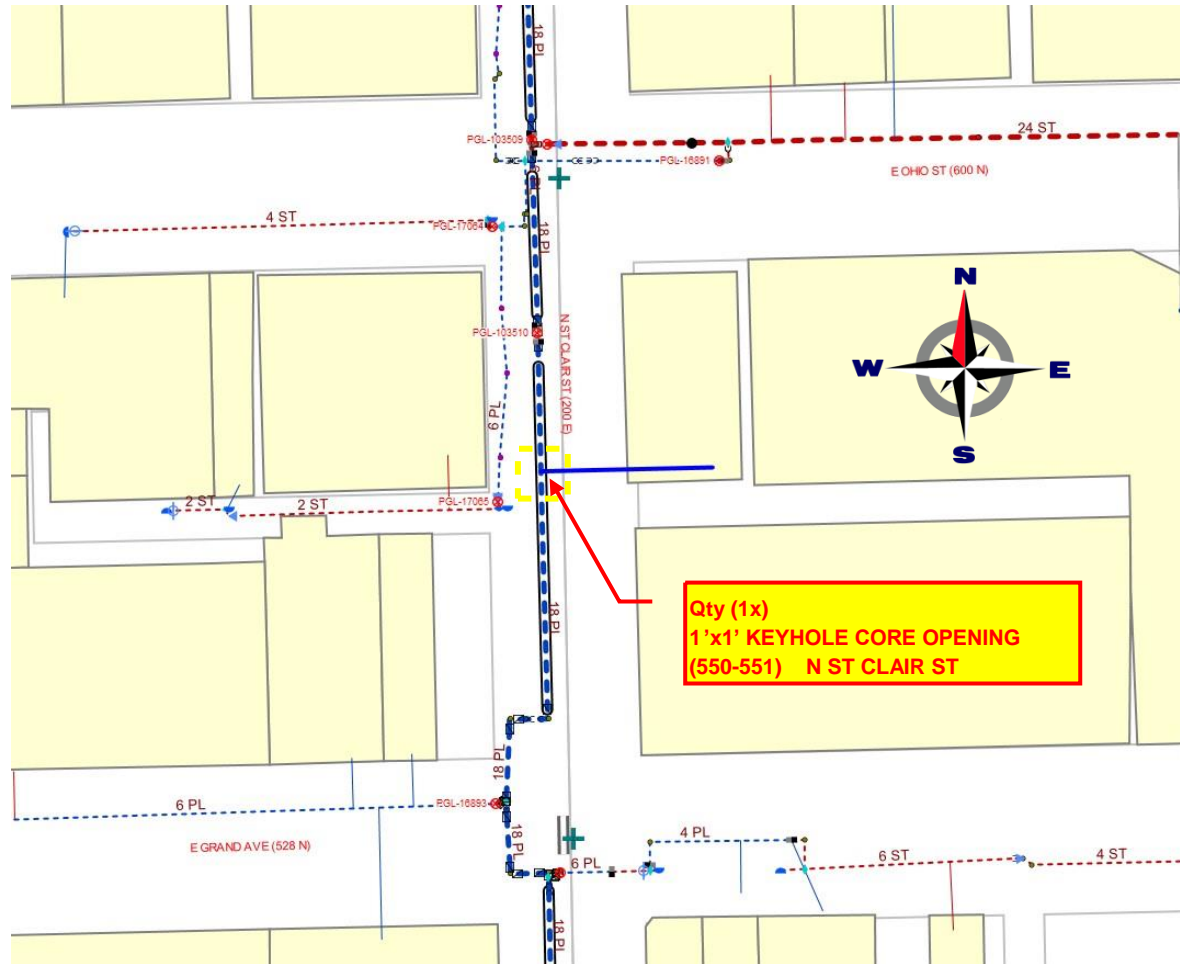 18 PL
PGL-103509
24 ST
PGL-16891
E OHIO ST (600 N)
4 ST
PGL-17064
18 PL
N
PGL-103510
N ST CLAIR ST (200 E)
W
E
6 PL
S
PGL-17065
2 ST
2 ST
18 PL
Qty (1x)
1’x1’ KEYHOLE CORE OPENING
(550-551) N ST CLAIR ST
18 PL
6 PL
PGL-16893
E GRAND AVE (528 N)
18 PL
4 PL
6 PL
6 ST
4 ST
18 PL